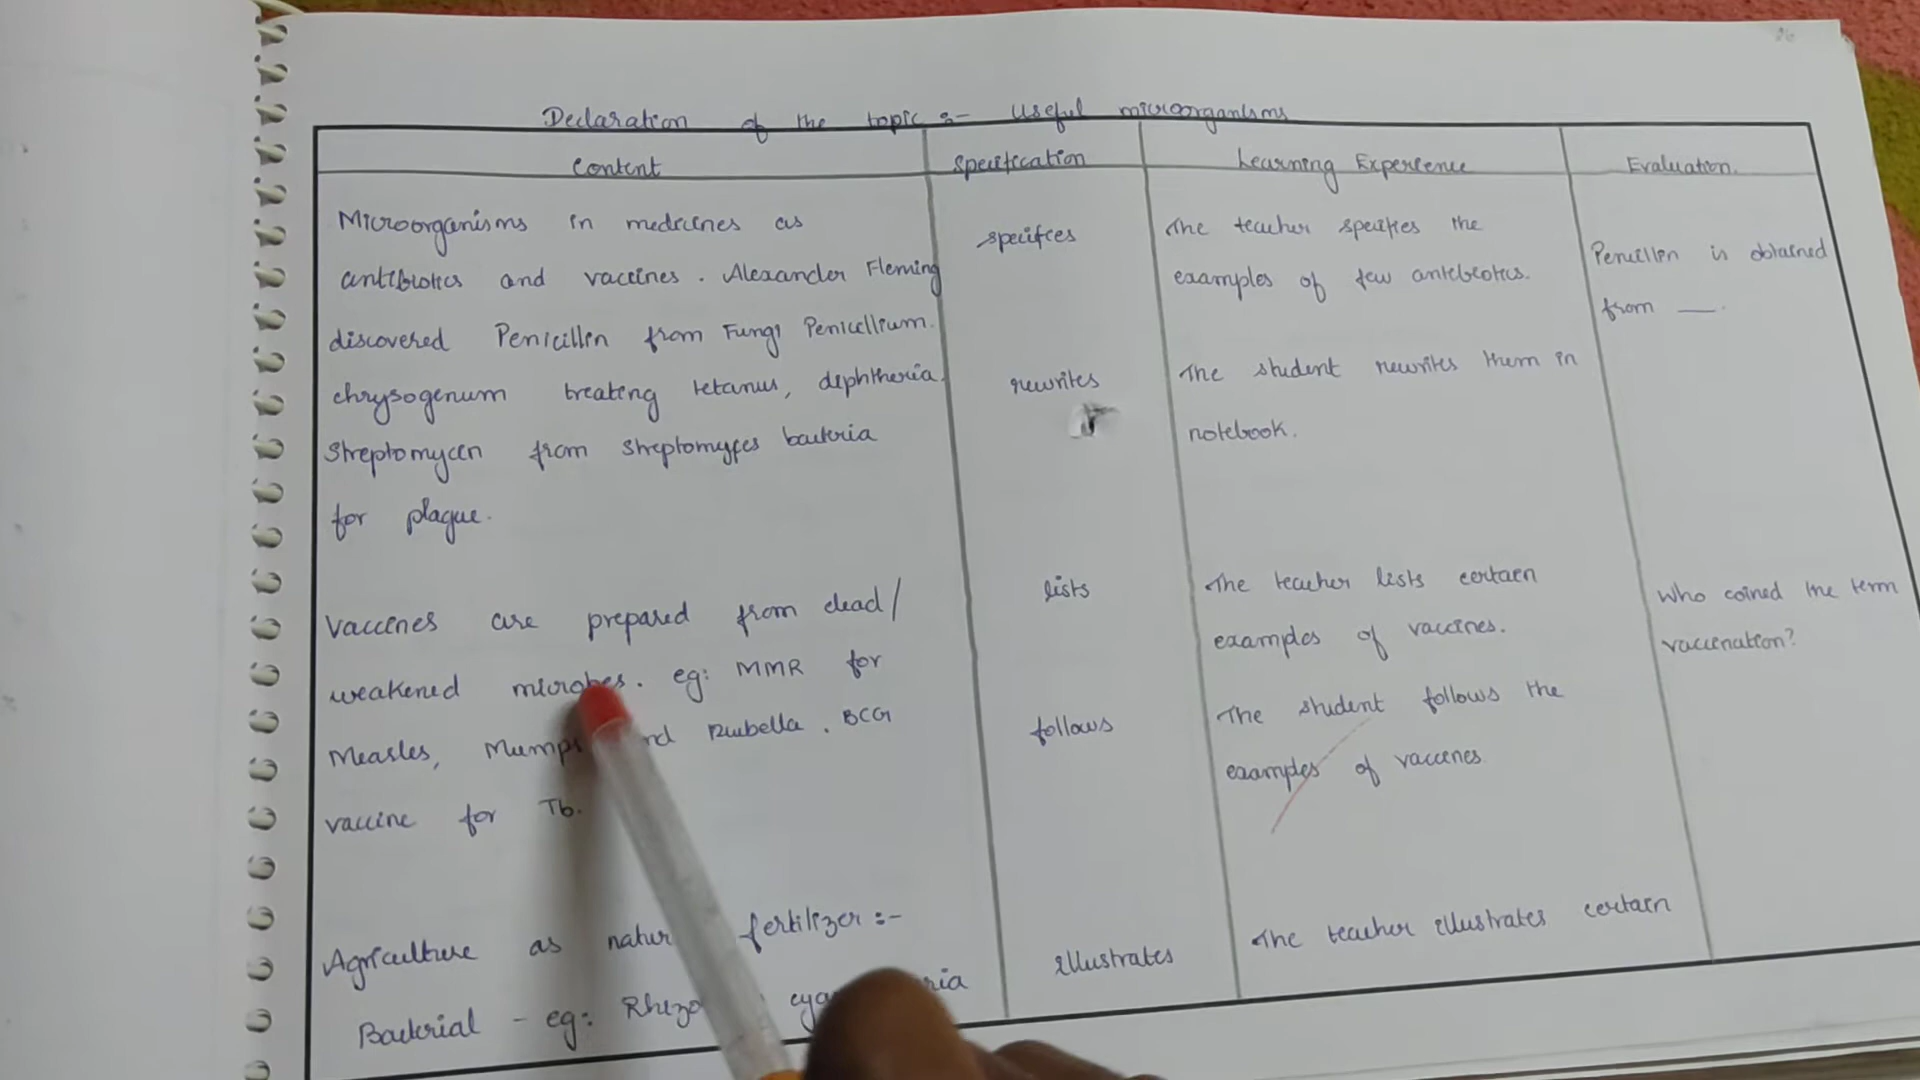 Declaration of the topic :- Useful microorganisms
Content
Specification
Learning Experience
Evaluation.
Microorganisms in medicines as
antibiotics and vaccines. Alexander Fleming
discovered Penicillin from Fungi Penicillium
chrysogenum treating tetanus, diphtheria.
Streptomycin from Streptomyces bacteria
for plague.
Vaccines are prepared from dead/
weakened microbes. eg: MMR for
Measles, Mumps and Rubella. BCG
vaccine for Tb.
Agriculture as fertilizer :-
Bacterial - eg:
specifies
rewrites
lists
follows
illustrates
The teacher specifies the
examples of few antibiotics.
The student rewrites them in
notebook.
The teacher lists certain
examples of vaccines.
The student follows the
examples of vaccines
The teacher illustrates certain
Penicillin is obtained
from __.
Who coined the term
vaccination?